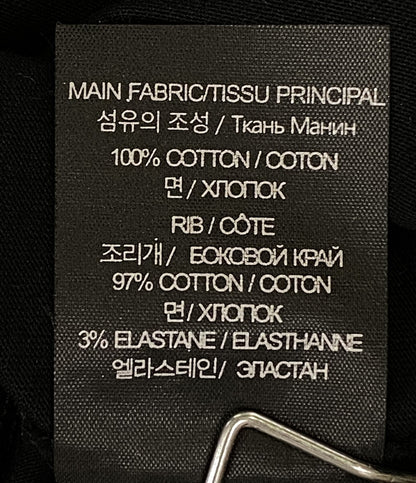 MAIN FABRIC/TISSU PRINCIPAL
섬유의 조성 / Ткань Манин
100% COTTON / COTON
면 / ХЛОПОК
RIB / CÔTE
조리개 / БОКОВОЙ КРАЙ
97% COTTON / COTON
면 / ХЛОПОК
3% ELASTANE / ELASTHANNE
엘라스테인 / ЭЛАСТАН